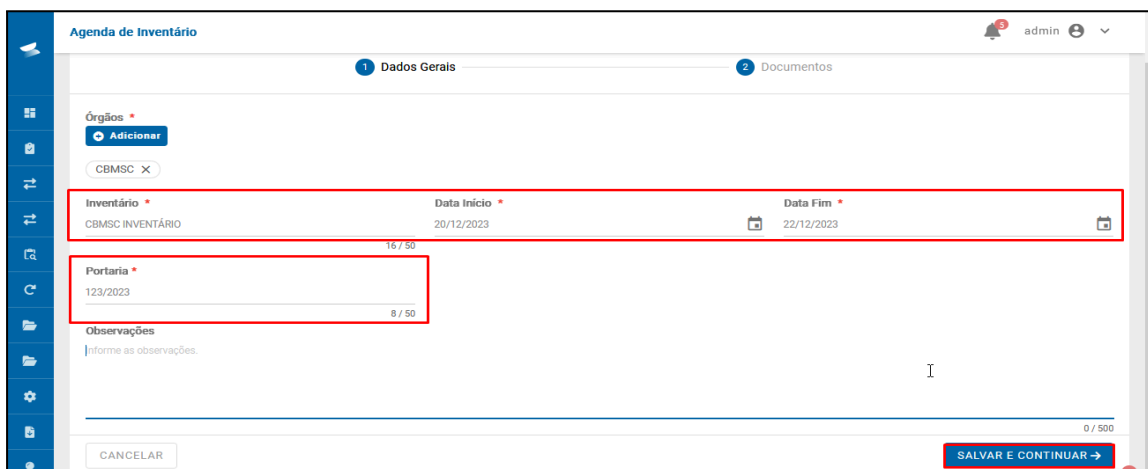 Agenda de Inventário
5
admin
1 Dados Gerais
2 Documentos
Órgãos *
Adicionar
CBMSC X
Inventário * Data Início * Data Fim *
CBMSC INVENTÁRIO 20/12/2023 22/12/2023
16 / 50
Portaria *
123/2023
8 / 50
Observações
Informe as observações.
0 / 500
CANCELAR SALVAR E CONTINUAR →